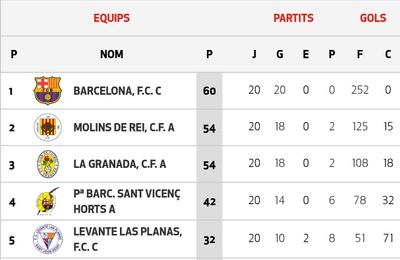 EQUIPS PARTITS GOLS
P NOM P J G E P F C
1 BARCELONA, F.C. C 60 20 20 0 0 252 0
2 MOLINS DE REI, C.F. A 54 20 18 0 2 125 15
3 LA GRANADA, C.F. A 54 20 18 0 2 108 18
4 Pª BARC. SANT VICENÇ
HORTS A 42 20 14 0 6 78 32
5 LEVANTE LAS PLANAS,
F.C. C 32 20 10 2 8 51 71